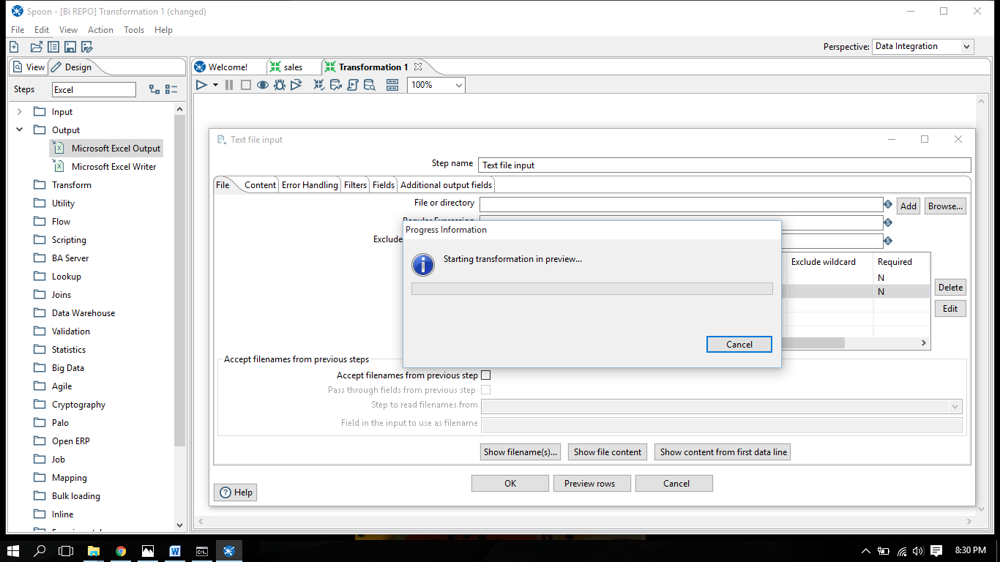 Spoon - [Bi REPO] Transformation 1 (changed)
File Edit View Action Tools Help
Perspective: Data Integration
View Design
Welcome! sales Transformation 1
Steps Excel
100%
Input
Output
Microsoft Excel Output
Microsoft Excel Writer
Transform
Utility
Flow
Scripting
BA Server
Lookup
Joins
Data Warehouse
Validation
Statistics
Big Data
Agile
Cryptography
Palo
Open ERP
Job
Mapping
Bulk loading
Inline
Text file input
Step name Text file input
File Content Error Handling Filters Fields Additional output fields
File or directory Add Browse...
Regular Expression
Exclude
Exclude wildcard Required
N
N
Delete
Edit
Progress Information
Starting transformation in preview...
Cancel
Accept filenames from previous steps
Accept filenames from previous step
Pass through fields from previous step
Step to read filenames from
Field in the input to use as filename
Show filename(s)... Show file content Show content from first data line
OK Preview rows Cancel
Help
8:30 PM